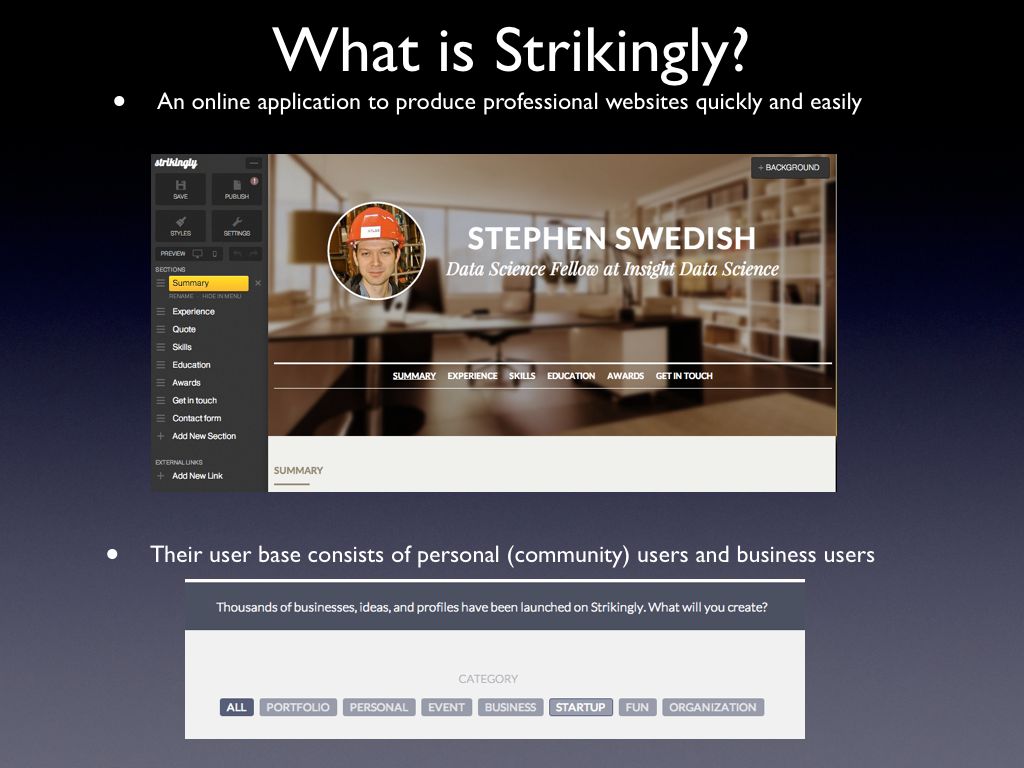 What is Strikingly?
• An online application to produce professional websites quickly and easily
strikingly
SAVE
PUBLISH
STYLES
SETTINGS
PREVIEW
SECTIONS
Summary
RENAME HIDE IN MENU
Experience
Quote
Skills
Education
Awards
Get in touch
Contact form
+ Add New Section
EXTERNAL LINKS
+ Add New Link
+ BACKGROUND
STEPHEN SWEDISH
Data Science Fellow at Insight Data Science
SUMMARY EXPERIENCE SKILLS EDUCATION AWARDS GET IN TOUCH
SUMMARY
• Their user base consists of personal (community) users and business users
Thousands of businesses, ideas, and profiles have been launched on Strikingly. What will you create?
CATEGORY
ALL PORTFOLIO PERSONAL EVENT BUSINESS STARTUP FUN ORGANIZATION